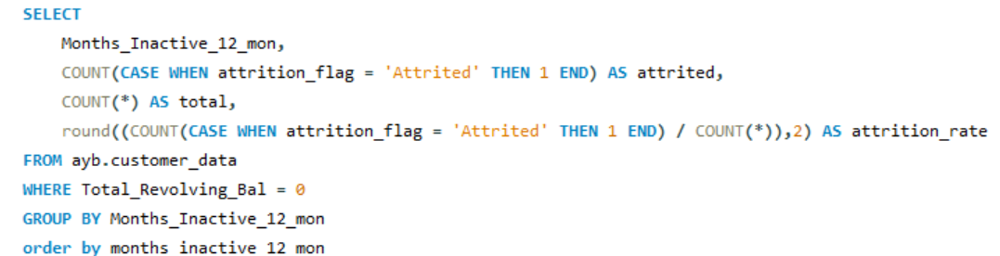 SELECT
Months_Inactive_12_mon,
COUNT(CASE WHEN attrition_flag = 'Attrited' THEN 1 END) AS attrited,
COUNT(*) AS total,
round((COUNT(CASE WHEN attrition_flag = 'Attrited' THEN 1 END) / COUNT(*)),2) AS attrition_rate
FROM ayb.customer_data
WHERE Total_Revolving_Bal = 0
GROUP BY Months_Inactive_12_mon
order by months_inactive_12_mon